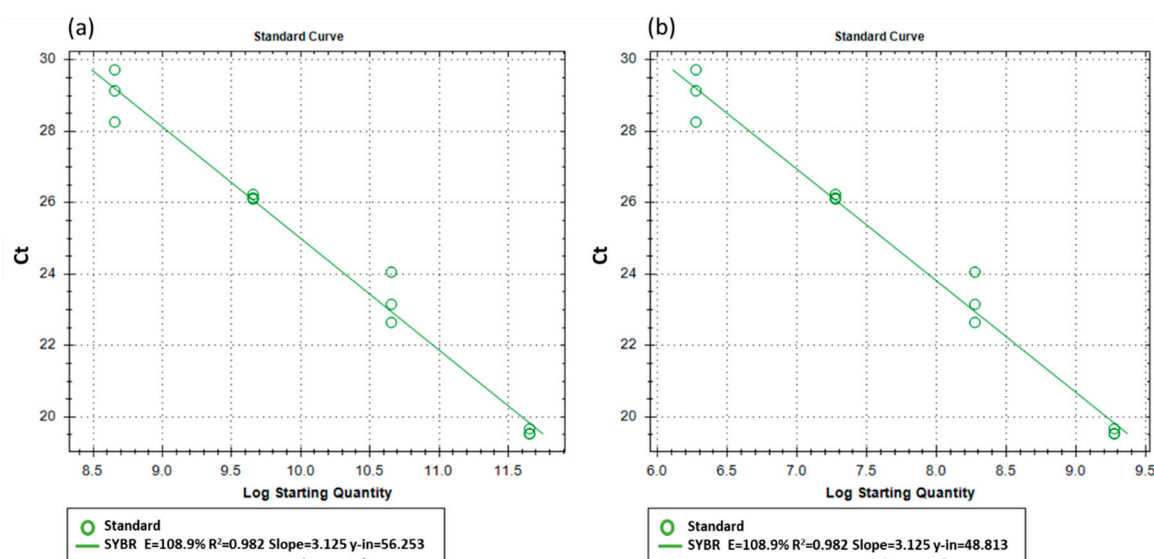 (a)
Standard Curve
30
28
26
24
22
20
Ct
8.5 9.0 9.5 10.0 10.5 11.0 11.5
Log Starting Quantity
Standard
SYBR E=108.9% R²=0.982 Slope=3.125 y-in=56.253
(b)
Standard Curve
30
28
26
24
22
20
Ct
6.0 6.5 7.0 7.5 8.0 8.5 9.0 9.5
Log Starting Quantity
Standard
SYBR E=108.9% R²=0.982 Slope=3.125 y-in=48.813